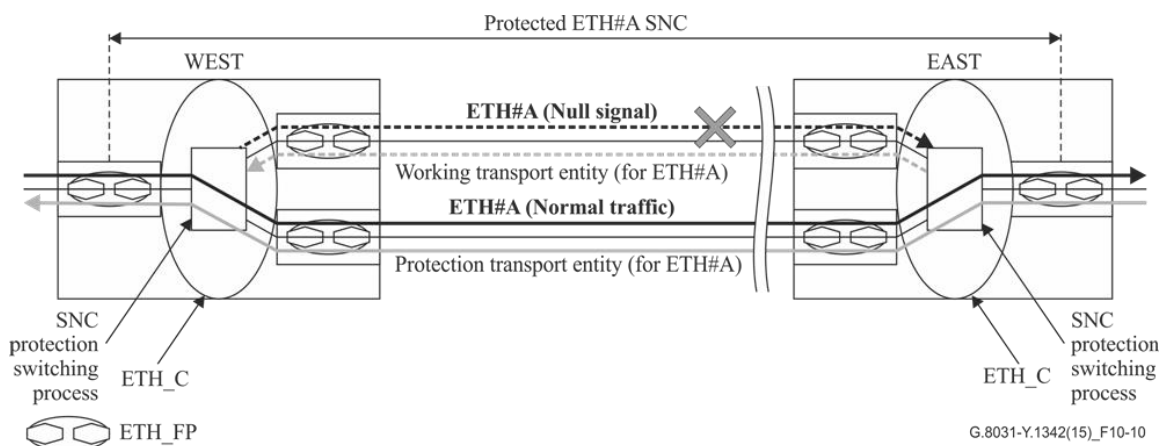 Protected ETH#A SNC
WEST
EAST
ETH#A (Null signal)
Working transport entity (for ETH#A)
ETH#A (Normal traffic)
Protection transport entity (for ETH#A)
SNC
protection
switching
process
ETH_C
ETH_C
SNC
protection
switching
process
ETH_FP
G.8031-Y.1342(15)_F10-10